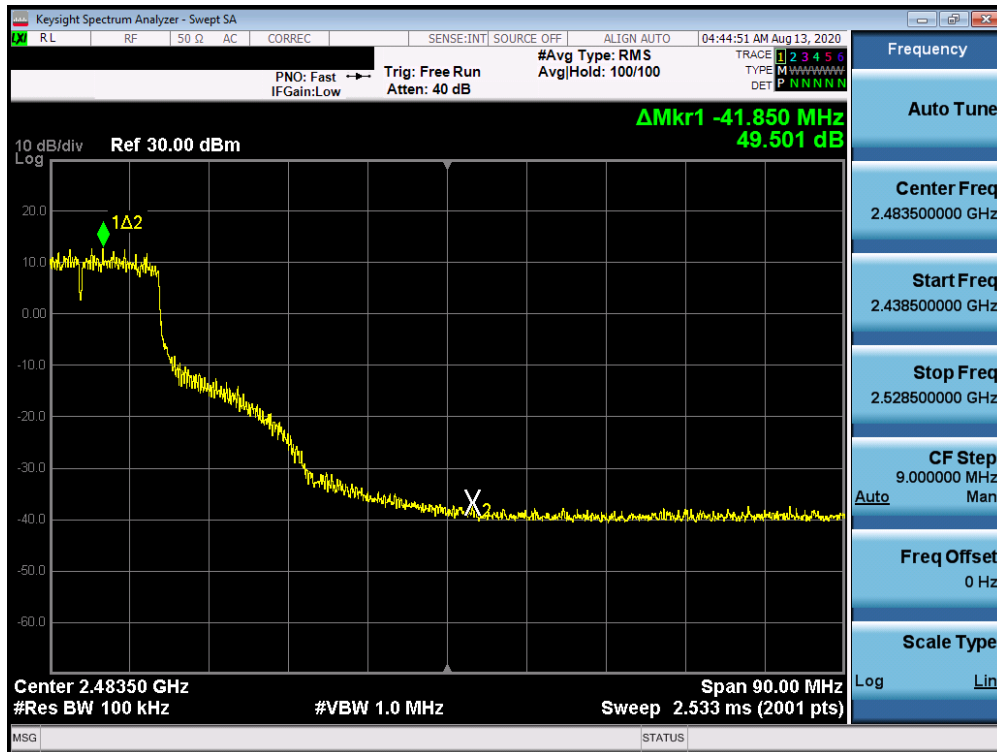 Keysight Spectrum Analyzer - Swept SA
LXI RL RF 50 Ω AC CORREC SENSE:INT SOURCE OFF ALIGN AUTO 04:44:51 AM Aug 13, 2020
PNO: Fast
IFGain:Low
Trig: Free Run
Atten: 40 dB
#Avg Type: RMS
Avg|Hold: 100/100
TRACE 1 2 3 4 5 6
TYPE M WWWWW
DET P N N N N N
ΔMkr1 -41.850 MHz
49.501 dB
10 dB/div
Log
Ref 30.00 dBm
1Δ2
20.0
10.0
0.00
-10.0
-20.0
-30.0
-40.0
-50.0
-60.0
X2
Center 2.48350 GHz
#Res BW 100 kHz
#VBW 1.0 MHz
Span 90.00 MHz
Sweep 2.533 ms (2001 pts)
MSG
STATUS
Frequency
Auto Tune
Center Freq
2.483500000 GHz
Start Freq
2.438500000 GHz
Stop Freq
2.528500000 GHz
CF Step
9.000000 MHz
Auto Man
Freq Offset
0 Hz
Scale Type
Log Lin